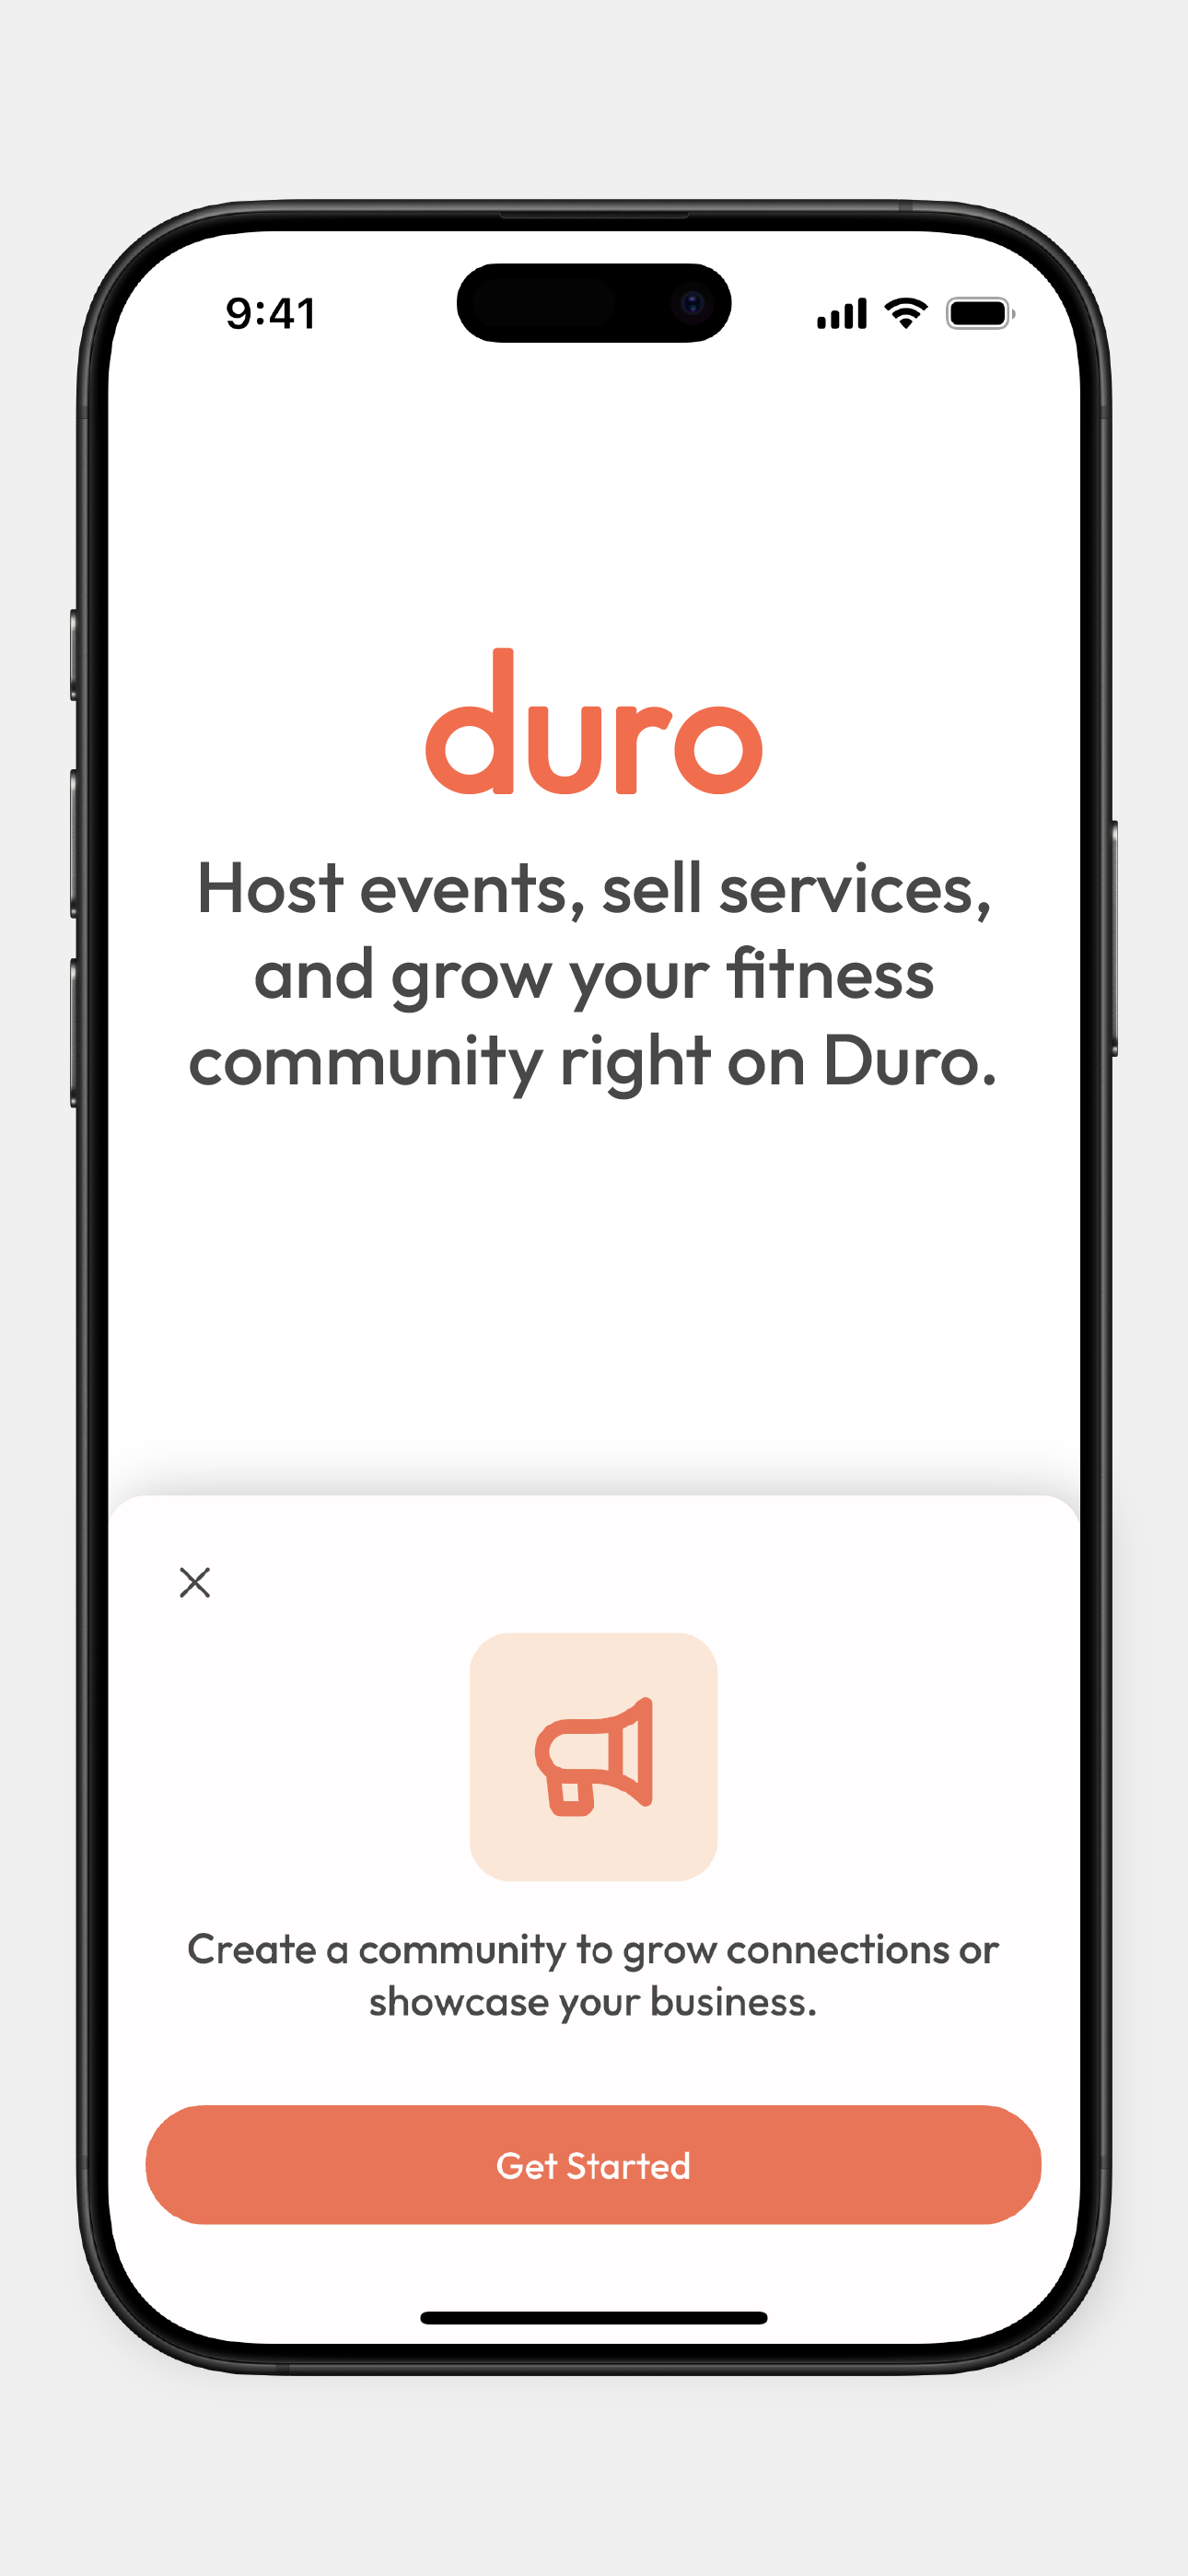 9:41
duro
Host events, sell services,
and grow your fitness
community right on Duro.
Create a community to grow connections or
showcase your business.
Get Started